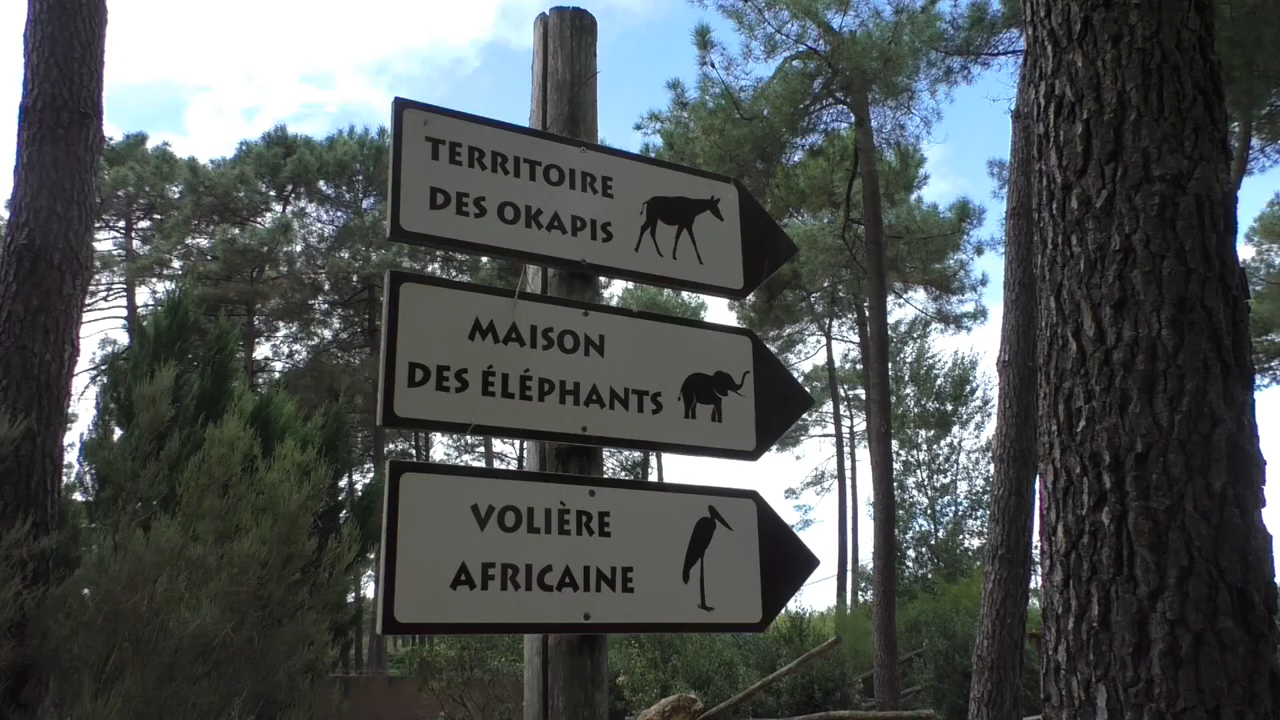 TERRITOIRE
DES OKAPIS
MAISON
DES ÉLÉPHANTS
VOLIÈRE
AFRICAINE